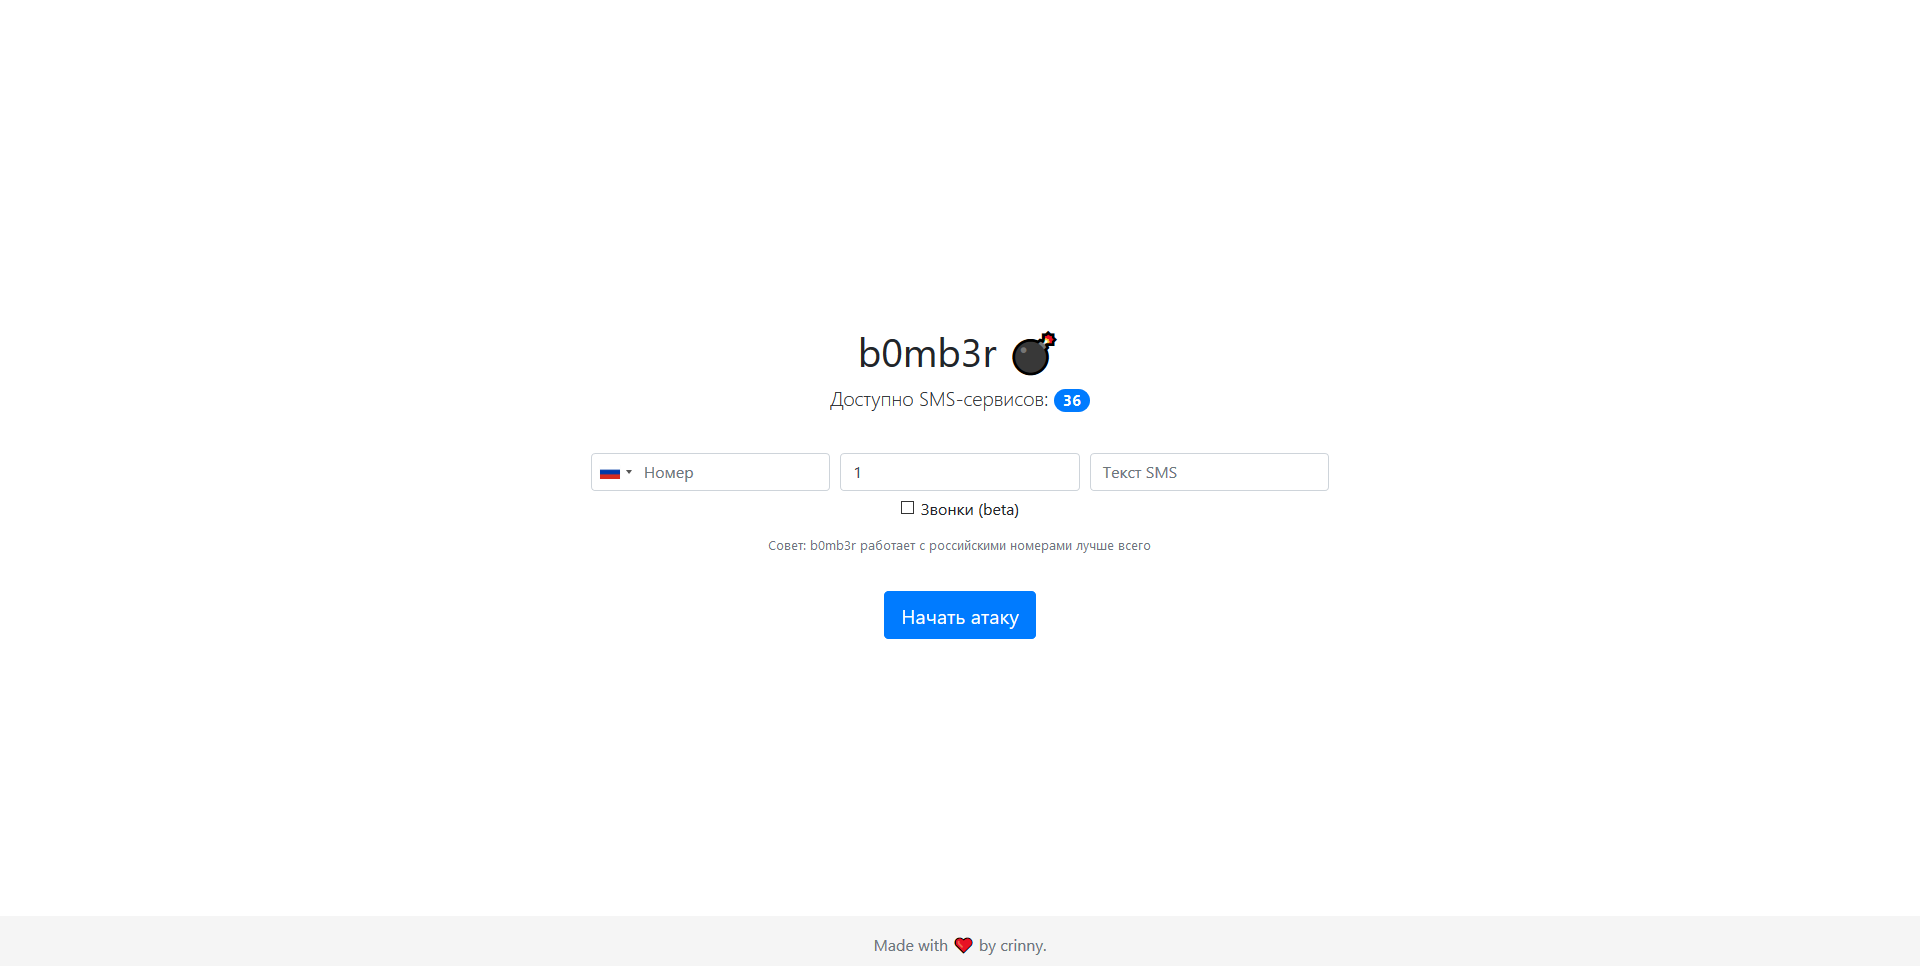 b0mb3r
Доступно SMS-сервисов: 36
Номер
1
Текст SMS
Звонки (beta)
Совет: b0mb3r работает с российскими номерами лучше всего
Начать атаку
Made with ❤ by crinny.